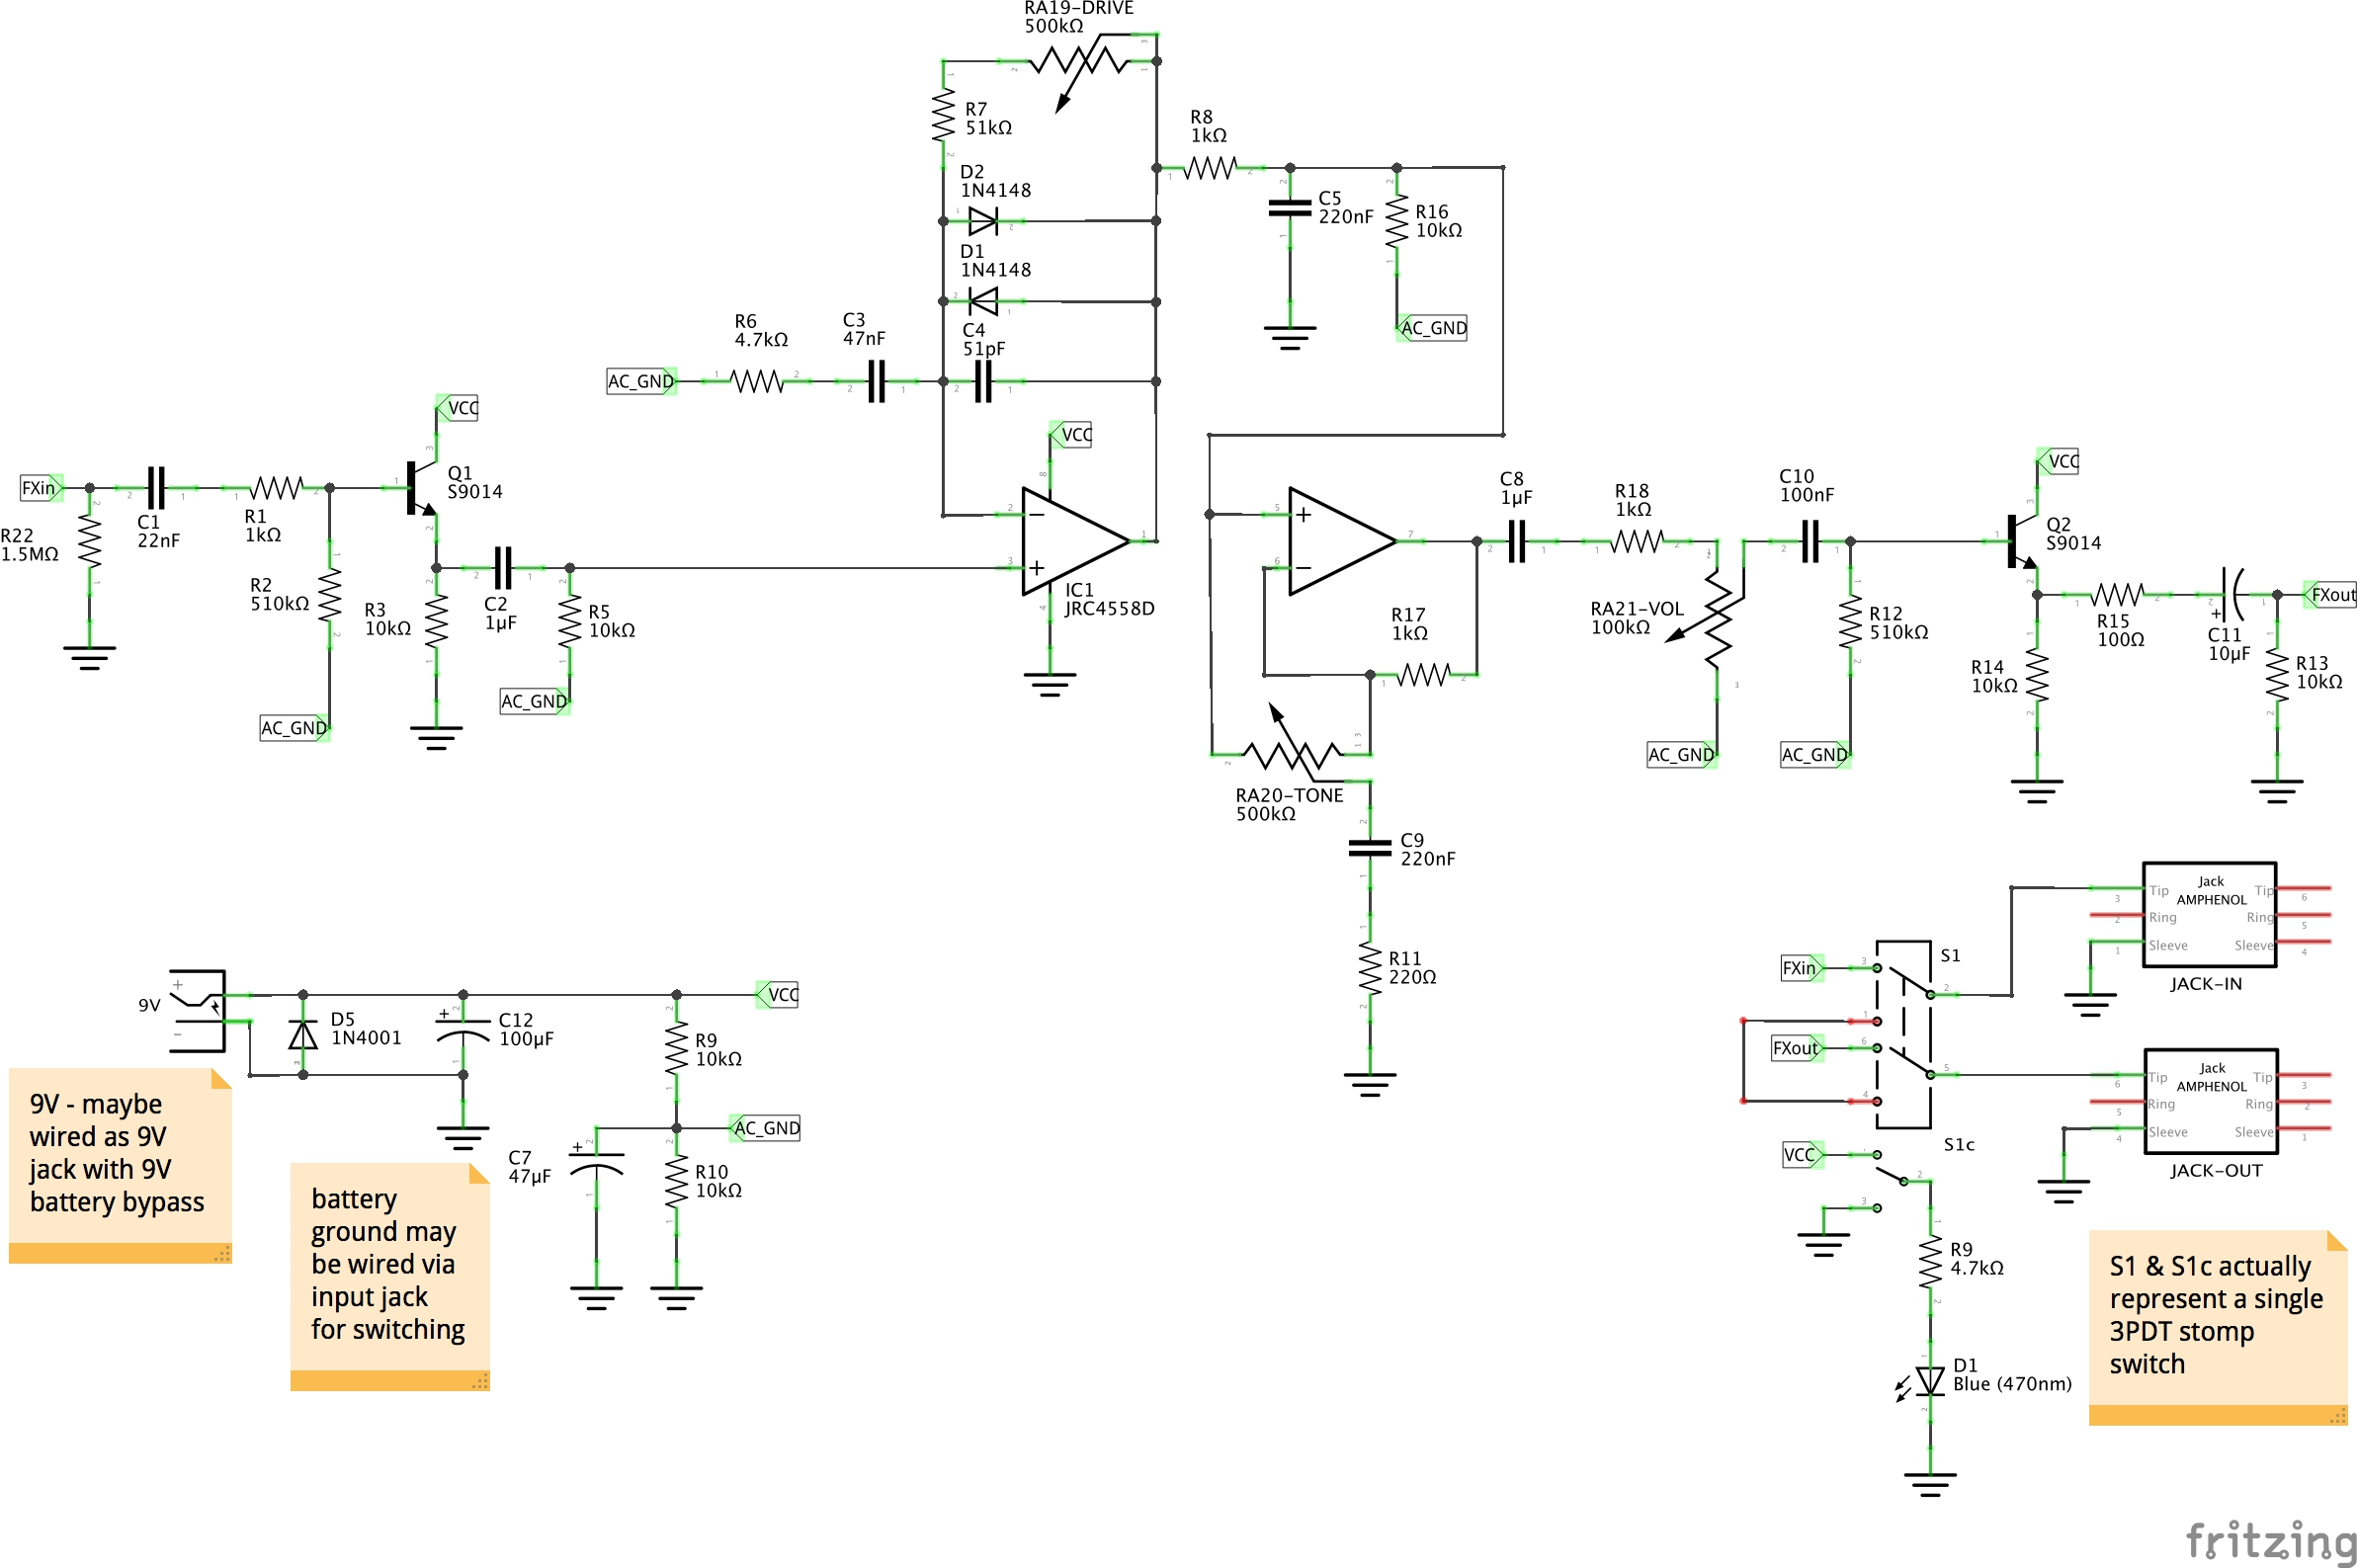 RA19-DRIVE
500kΩ
R7
51kΩ
R8
1kΩ
D2
1N4148
C5
220nF
R16
10kΩ
D1
1N4148
AC_GND
R6
4.7kΩ
C3
47nF
C4
51pF
AC_GND
VCC
VCC
FXin
Q1
S9014
C1
22nF
R1
1kΩ
R22
1.5MΩ
R2
510kΩ
R3
10kΩ
C2
1µF
R5
10kΩ
AC_GND
AC_GND
IC1
JRC4558D
C8
1µF
R18
1kΩ
C10
100nF
VCC
Q2
S9014
R17
1kΩ
RA21-VOL
100kΩ
R12
510kΩ
R15
100Ω
C11
10µF
FXout
R14
10kΩ
R13
10kΩ
AC_GND
AC_GND
RA20-TONE
500kΩ
C9
220nF
R11
220Ω
9V
+
−
D5
1N4001
C12
100µF
VCC
R9
10kΩ
AC_GND
C7
47µF
R10
10kΩ
9V - maybe
wired as 9V
jack with 9V
battery bypass
battery
ground may
be wired via
input jack
for switching
Jack
AMPHENOL
Tip
Ring
Sleeve
Tip
Ring
Sleeve
JACK-IN
FXin
S1
FXout
Jack
AMPHENOL
Tip
Ring
Sleeve
Tip
Ring
Sleeve
JACK-OUT
S1c
VCC
R9
4.7kΩ
D1
Blue (470nm)
S1 & S1c actually
represent a single
3PDT stomp
switch
fritzing